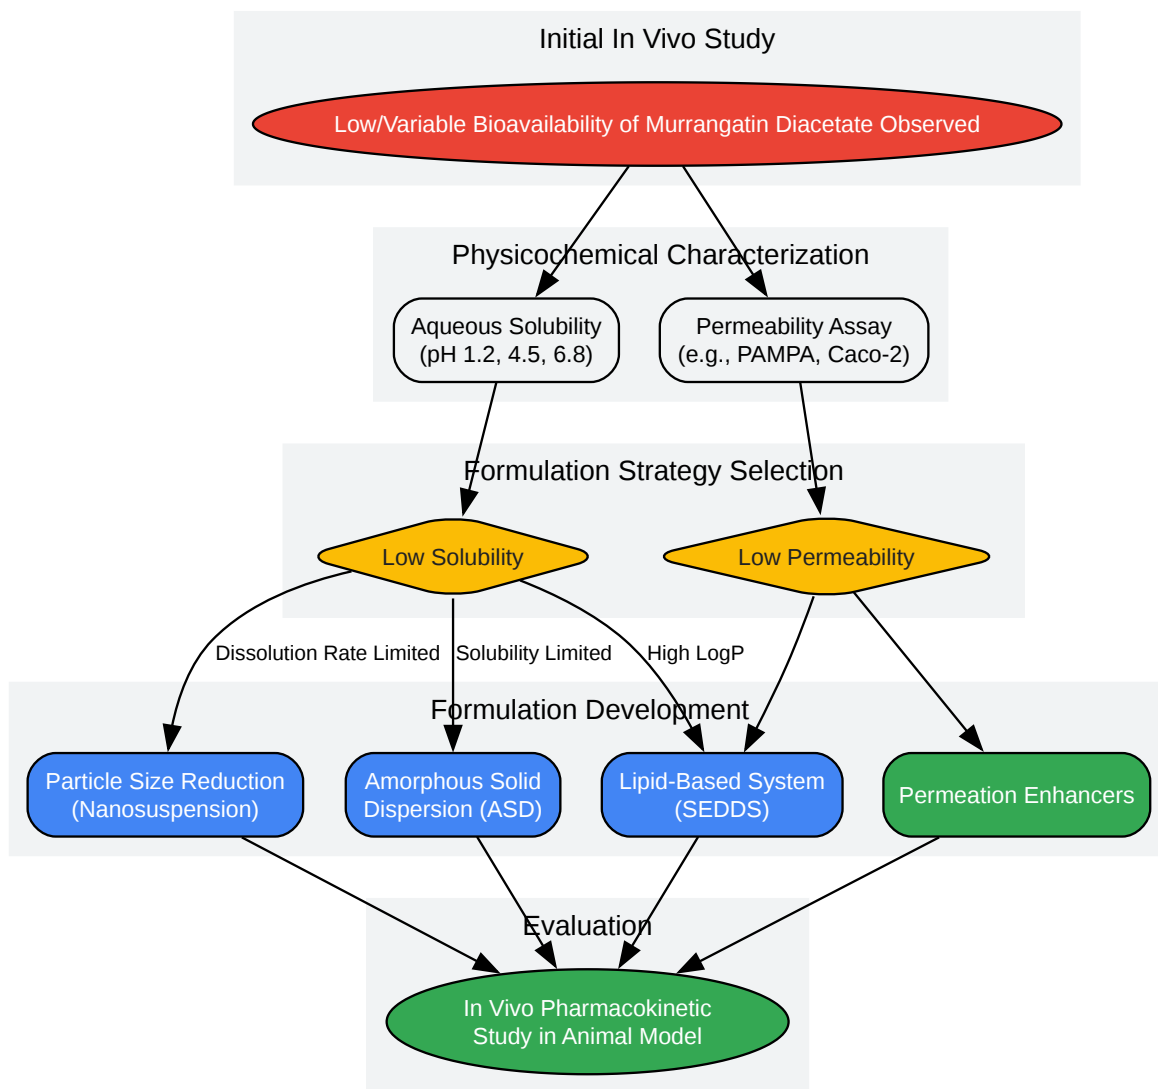 Initial In Vivo Study
Low/Variable Bioavailability of Murrangatin Diacetate Observed
Physicochemical Characterization
Aqueous Solubility
(pH 1.2, 4.5, 6.8)
Permeability Assay
(e.g., PAMPA, Caco-2)
Formulation Strategy Selection
Low Solubility
Low Permeability
Dissolution Rate Limited
Solubility Limited
High LogP
Formulation Development
Particle Size Reduction
(Nanosuspension)
Amorphous Solid
Dispersion (ASD)
Lipid-Based System
(SEDDS)
Permeation Enhancers
Evaluation
In Vivo Pharmacokinetic
Study in Animal Model